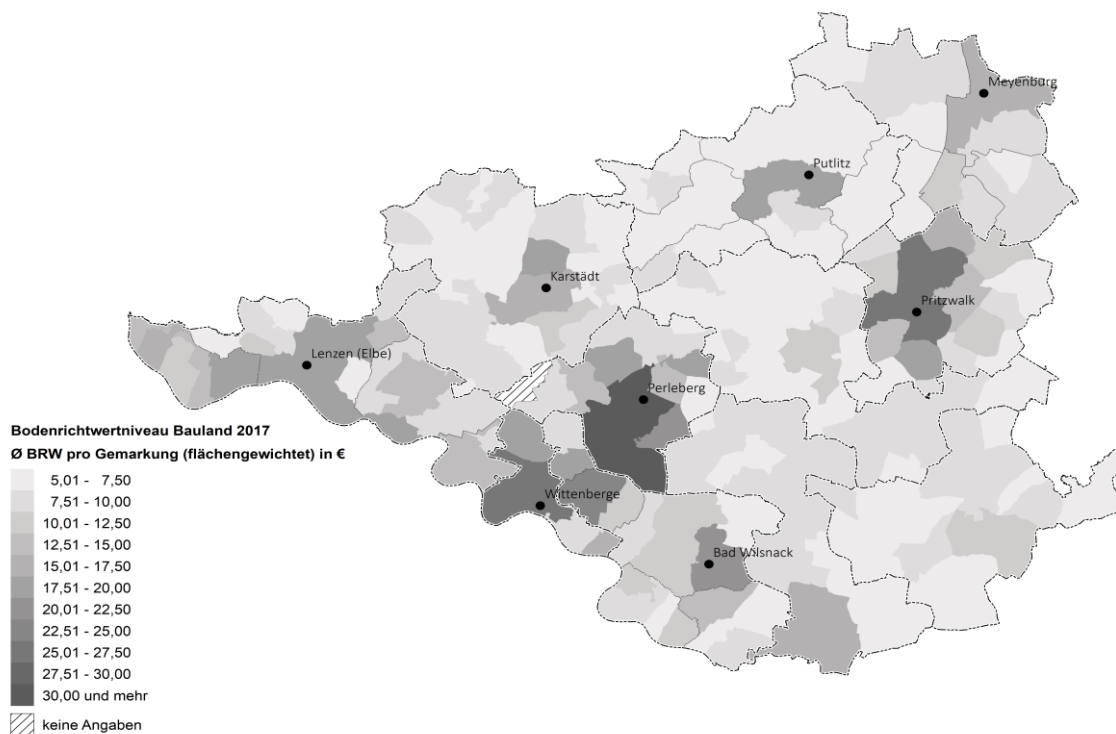 Meyenburg
Putlitz
Karstädt
Pritzwalk
Lenzen (Elbe)
Perleberg
Wittenberge
Bad Wilsnack
Bodenrichtwertniveau Bauland 2017
Ø BRW pro Gemarkung (flächengewichtet) in €
5,01 - 7,50
7,51 - 10,00
10,01 - 12,50
12,51 - 15,00
15,01 - 17,50
17,51 - 20,00
20,01 - 22,50
22,51 - 25,00
25,01 - 27,50
27,51 - 30,00
30,00 und mehr
keine Angaben